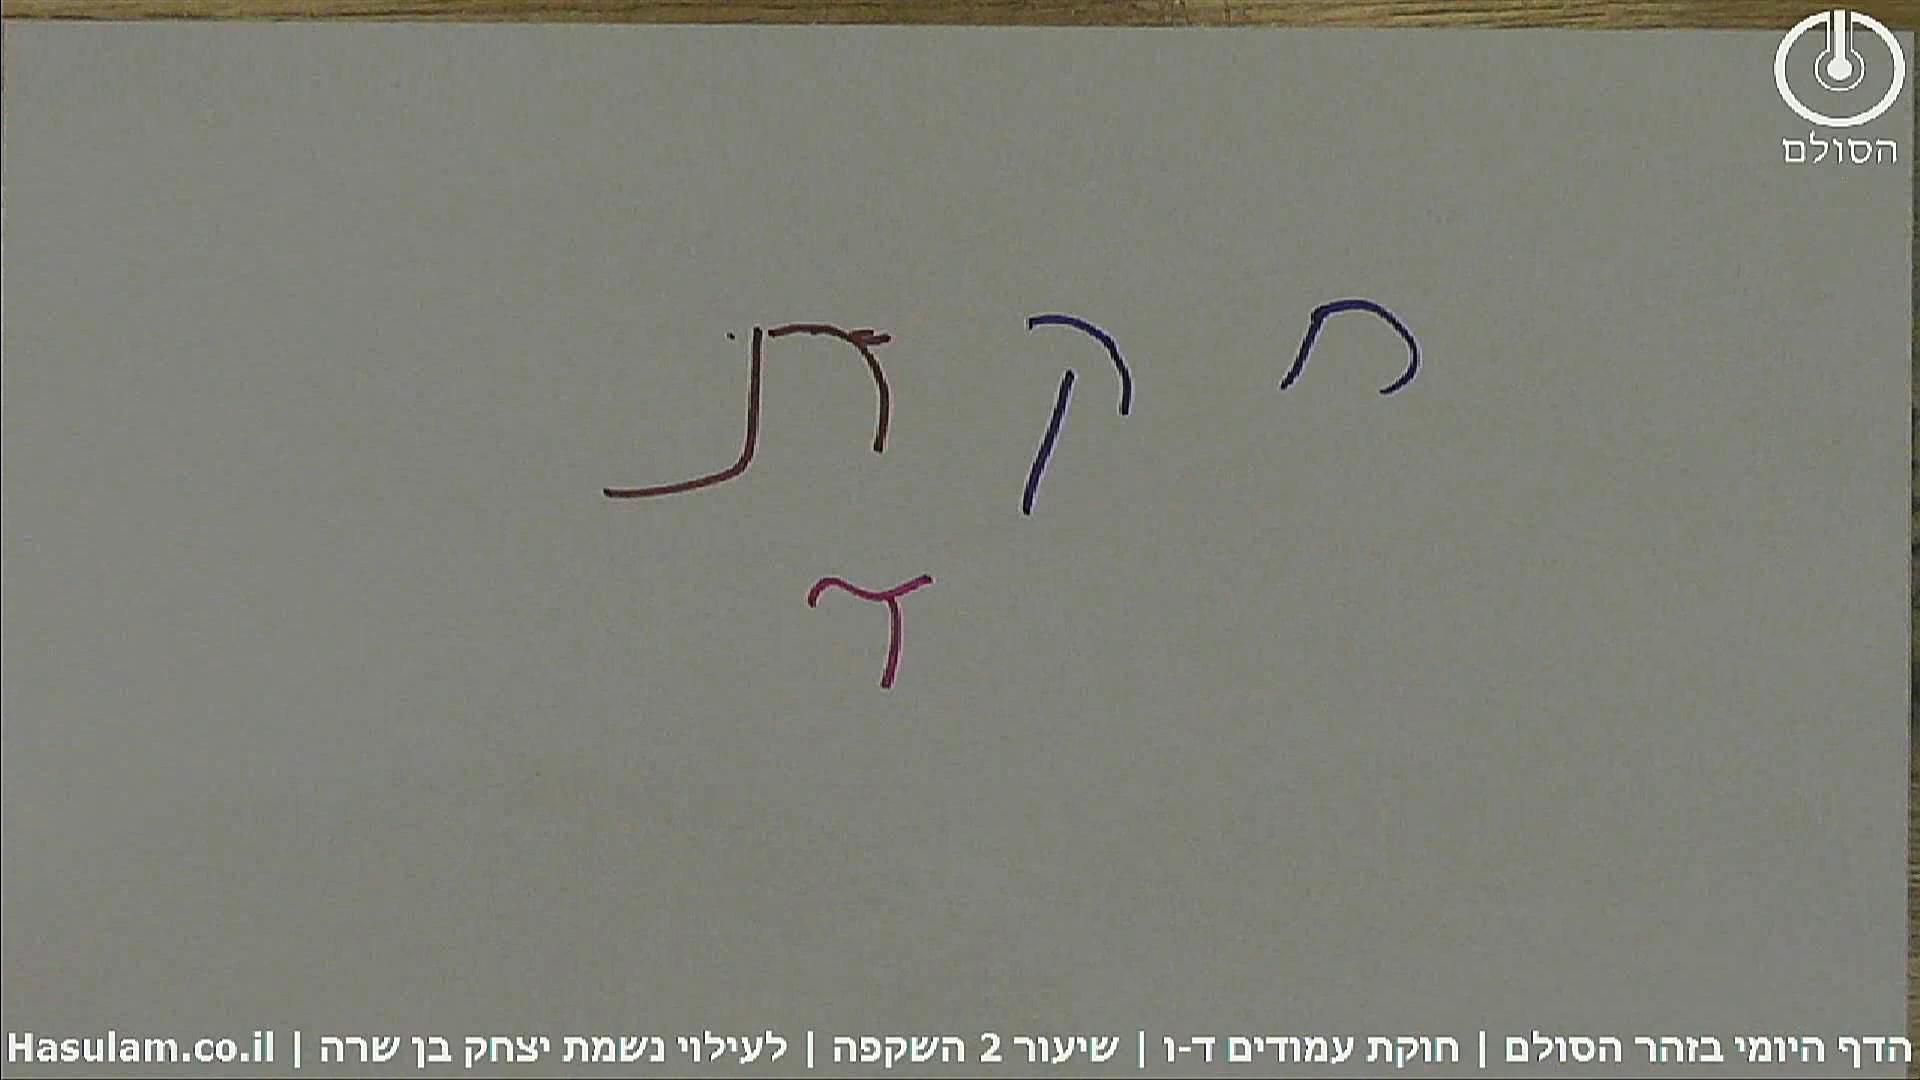 הסולם
ח ק ת
ד
הדף היומי בזהר הסולם | חוקת עמודים ד-ו | שיעור 2 השקפה | לעילוי נשמת יצחק בן שרה | Hasulam.co.il